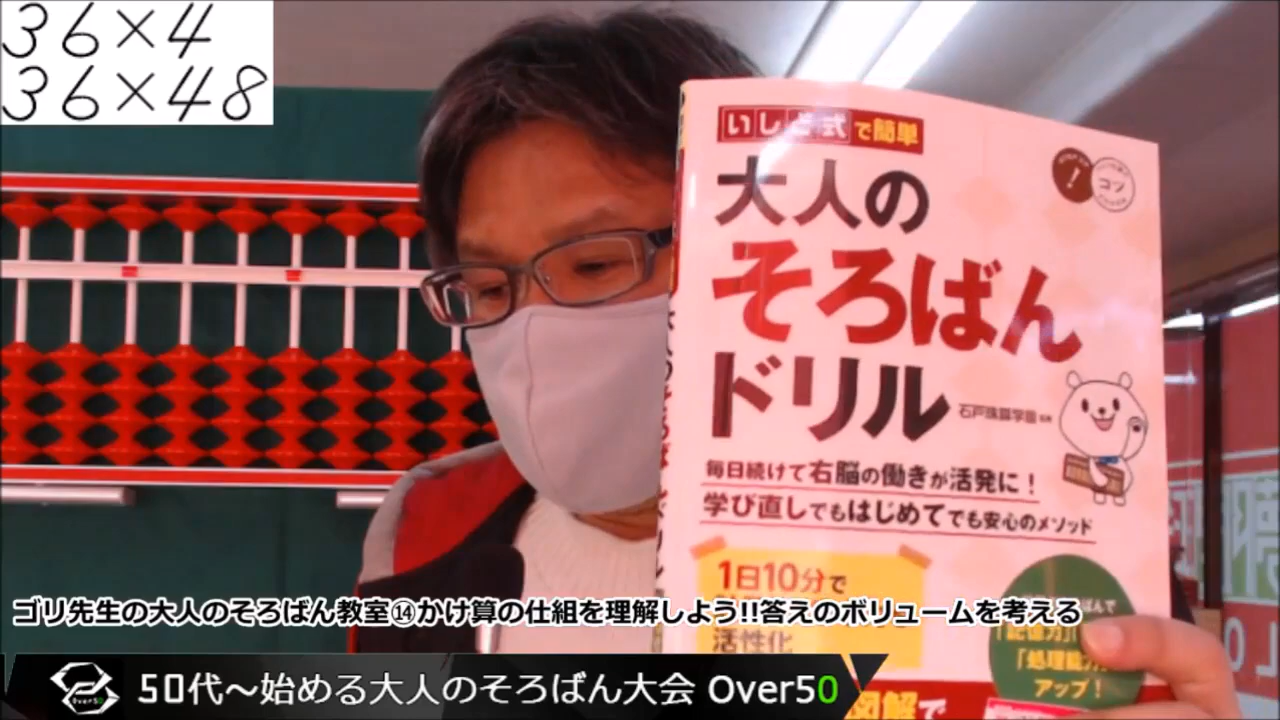 36×4
36×48
いしど式で簡単
大人の
そろばん
ドリル
コツ
石戸珠算学園
毎日続けて右脳の働きが活発に！
学び直しでもはじめてでも安心のメソッド
1日10分で
活性化
「記憶力」
「処理能力」
アップ！
図解で
ゴリ先生の大人のそろばん教室⑭かけ算の仕組を理解しよう!!答えのボリュームを考える
Over50
50代～始める大人のそろばん大会 Over50